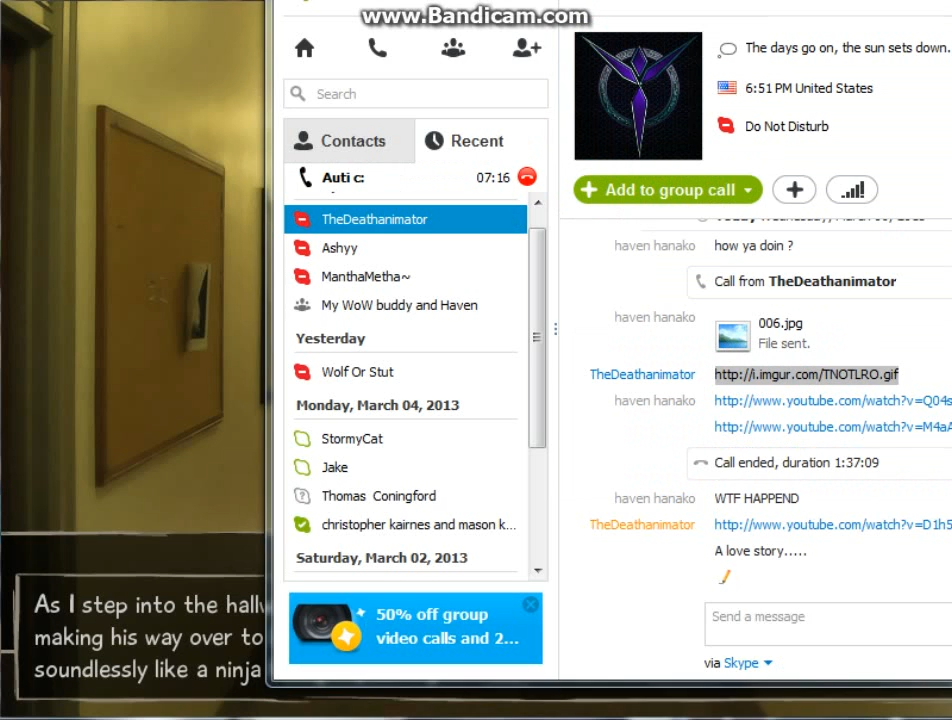 www.Bandicam.com
Search
The days go on, the sun sets down.
6:51 PM United States
Do Not Disturb
Contacts
Recent
Auti c:
07:16
Add to group call
TheDeathanimator
Ashyy
ManthaMetha~
My WoW buddy and Haven
Yesterday
Wolf Or Stut
Monday, March 04, 2013
StormyCat
Jake
Thomas Coningford
christopher kairnes and mason k...
Saturday, March 02, 2013
50% off group
video calls and 2...
haven hanako
how ya doin ?
Call from TheDeathanimator
haven hanako
006.jpg
File sent.
TheDeathanimator
http://i.imgur.com/TNOTLRO.gif
haven hanako
http://www.youtube.com/watch?v=Q04s
http://www.youtube.com/watch?v=M4aA
Call ended, duration 1:37:09
haven hanako
WTF HAPPEND
TheDeathanimator
http://www.youtube.com/watch?v=D1h5
A love story.....
Send a message
via Skype
As I step into the hallw
making his way over to
soundlessly like a ninja